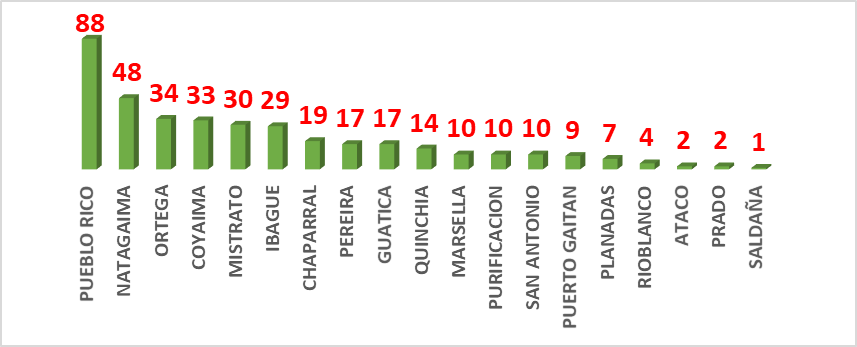 88
48
34
33
30
29
19
17
17
14
10
10
10
9
7
4
2
2
1
PUEBLO RICO
NATAGAIMA
ORTEGA
COYAIMA
MISTRATO
IBAGUE
CHAPARRAL
PEREIRA
GUATICA
QUINCHIA
MARSELLA
PURIFICACION
SAN ANTONIO
PUERTO GAITAN
PLANADAS
RIOBLANCO
ATACO
PRADO
SALDAÑA